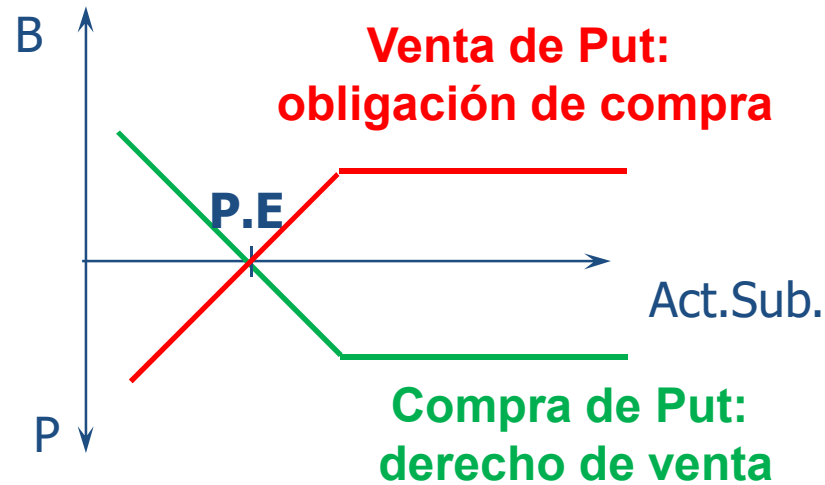 B
Venta de Put:
obligación de compra
P.E
Act.Sub.
Compra de Put:
P
derecho de venta